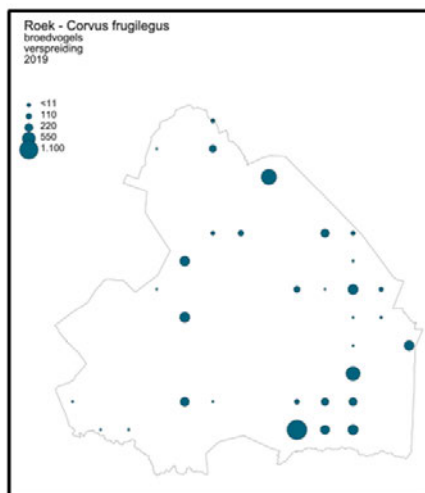 Roek - Corvus frugilegus
broedvogels
verspreiding
2019
<11
110
220
550
1.100